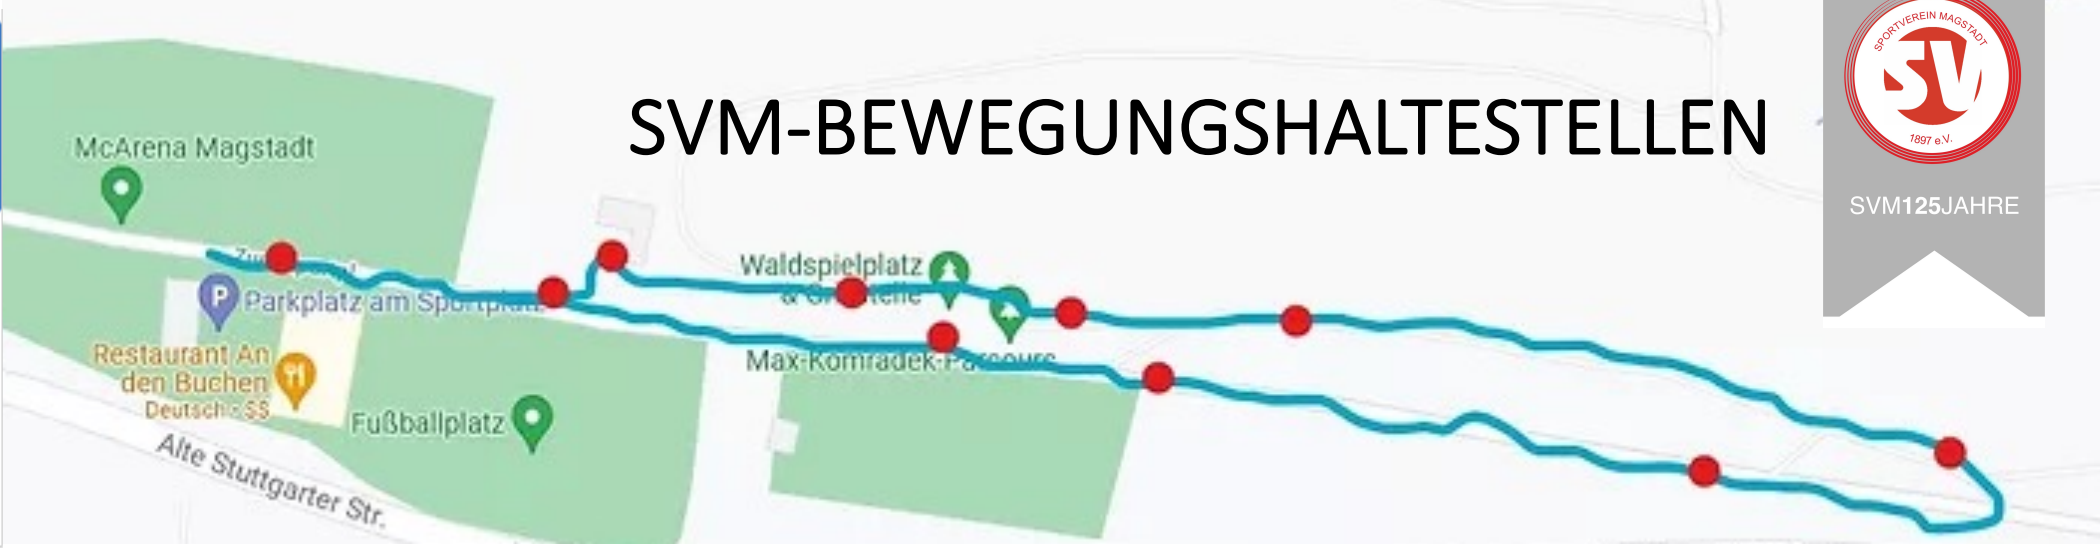 SVM-BEWEGUNGSHALTESTELLEN
SPORTVEREIN MAGSTADT
SV
1897 e.V.
SVM125JAHRE
McArena Magstadt
Parkplatz am Sportplatz
Restaurant An
den Buchen
Deutsch • $$
Fußballplatz
Alte Stuttgarter Str.
Waldspielplatz
& Grillstelle
Max-Komradek-Parcours